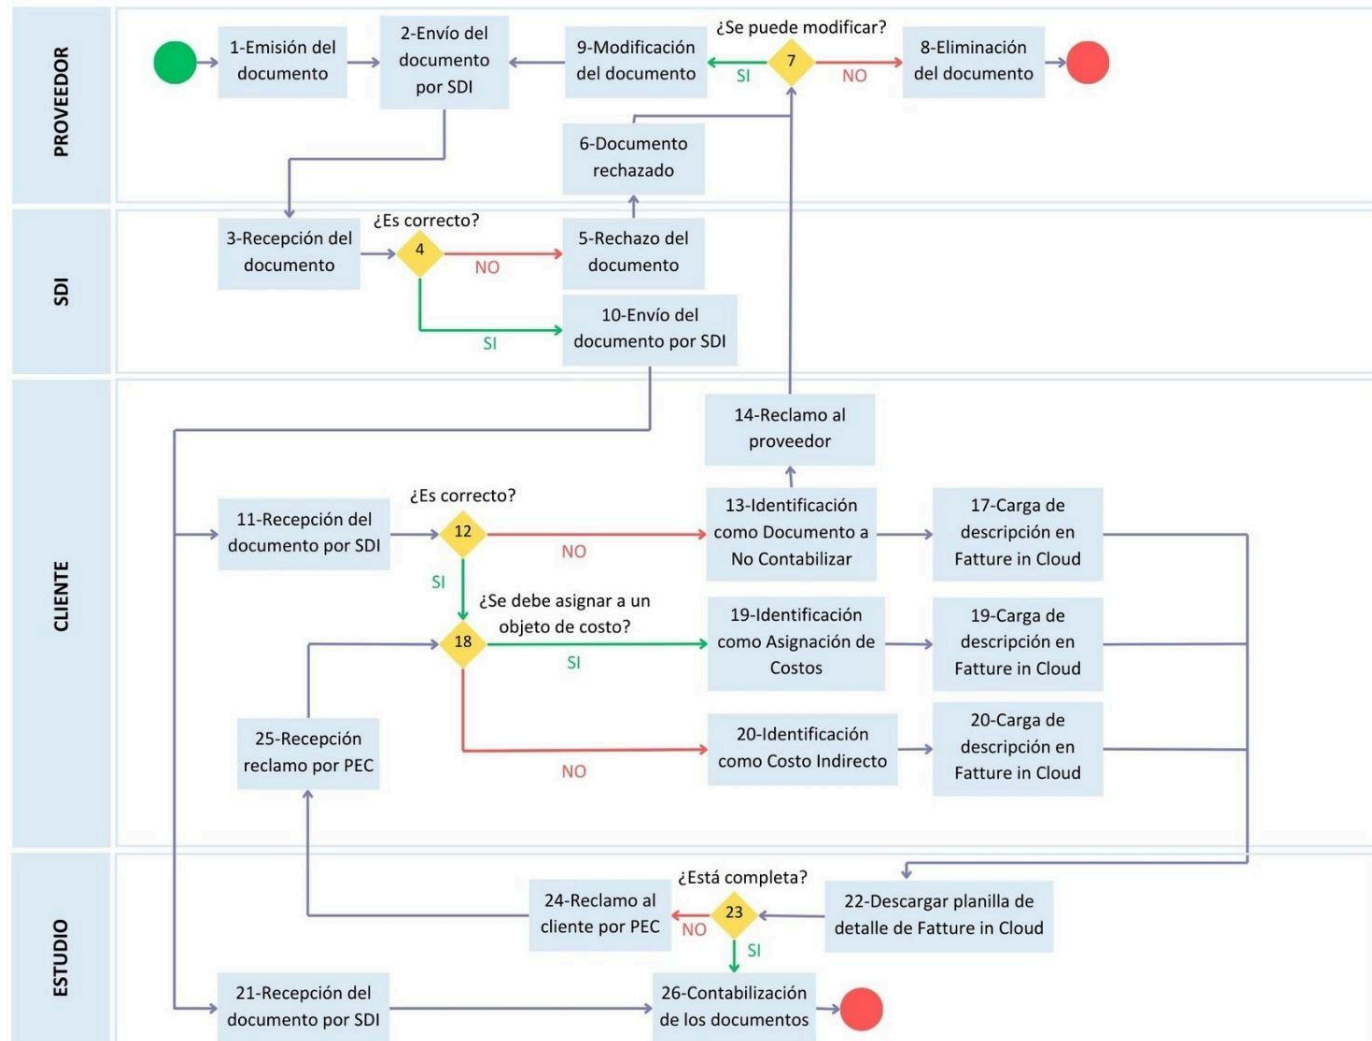 PROVEEDOR
1-Emisión del
documento
2-Envío del
documento
por SDI
9-Modificación
del documento
¿Se puede modificar?
7
SI
NO
8-Eliminación
del documento
6-Documento
rechazado
SDI
3-Recepción del
documento
¿Es correcto?
4
NO
SI
5-Rechazo del
documento
10-Envío del
documento por SDI
CLIENTE
14-Reclamo al
proveedor
11-Recepción del
documento por SDI
¿Es correcto?
12
NO
SI
13-Identificación
como Documento a
No Contabilizar
17-Carga de
descripción en
Fatture in Cloud
¿Se debe asignar a un
objeto de costo?
18
SI
NO
19-Identificación
como Asignación de
Costos
19-Carga de
descripción en
Fatture in Cloud
25-Recepción
reclamo por PEC
20-Identificación
como Costo Indirecto
20-Carga de
descripción en
Fatture in Cloud
ESTUDIO
24-Reclamo al
cliente por PEC
¿Está completa?
23
NO
SI
22-Descargar planilla de
detalle de Fatture in Cloud
21-Recepción del
documento por SDI
26-Contabilización
de los documentos